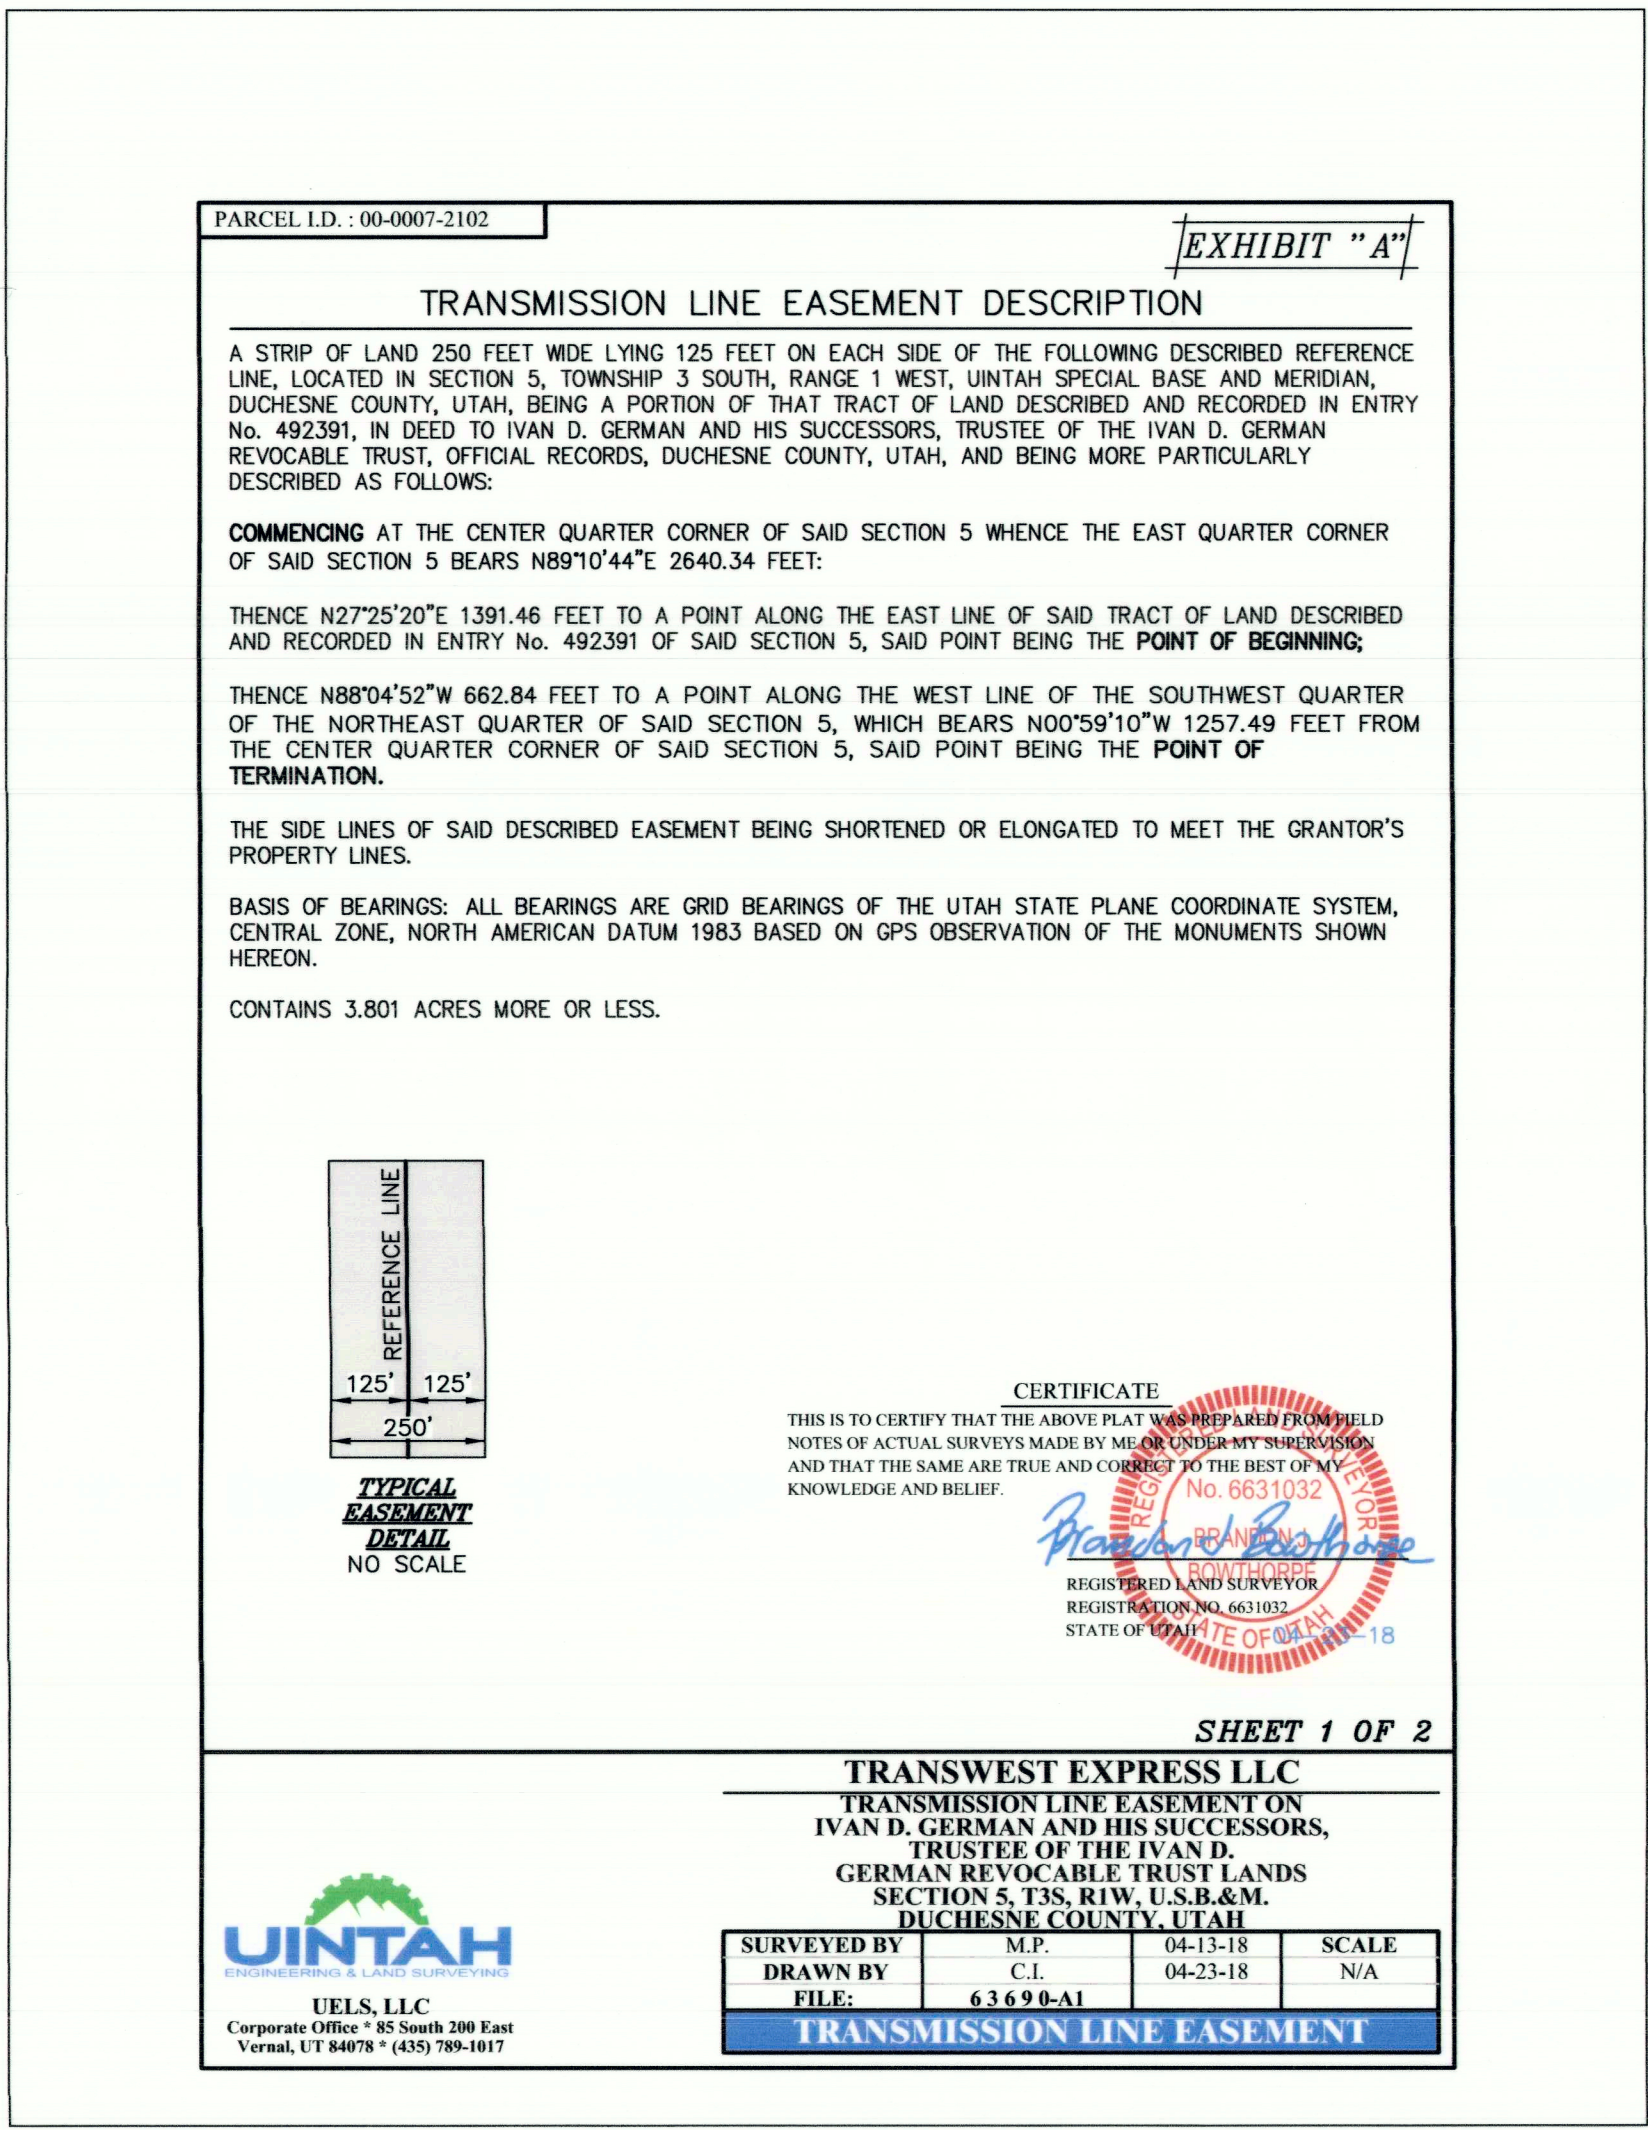 PARCEL I.D. : 00-0007-2102
EXHIBIT "A"
TRANSMISSION LINE EASEMENT DESCRIPTION
A STRIP OF LAND 250 FEET WIDE LYING 125 FEET ON EACH SIDE OF THE FOLLOWING DESCRIBED REFERENCE
LINE, LOCATED IN SECTION 5, TOWNSHIP 3 SOUTH, RANGE 1 WEST, UINTAH SPECIAL BASE AND MERIDIAN,
DUCHESNE COUNTY, UTAH, BEING A PORTION OF THAT TRACT OF LAND DESCRIBED AND RECORDED IN ENTRY
No. 492391, IN DEED TO IVAN D. GERMAN AND HIS SUCCESSORS, TRUSTEE OF THE IVAN D. GERMAN
REVOCABLE TRUST, OFFICIAL RECORDS, DUCHESNE COUNTY, UTAH, AND BEING MORE PARTICULARLY
DESCRIBED AS FOLLOWS:
COMMENCING AT THE CENTER QUARTER CORNER OF SAID SECTION 5 WHENCE THE EAST QUARTER CORNER
OF SAID SECTION 5 BEARS N89°10'44"E 2640.34 FEET:
THENCE N27°25'20"E 1391.46 FEET TO A POINT ALONG THE EAST LINE OF SAID TRACT OF LAND DESCRIBED
AND RECORDED IN ENTRY No. 492391 OF SAID SECTION 5, SAID POINT BEING THE POINT OF BEGINNING;
THENCE N88°04'52"W 662.84 FEET TO A POINT ALONG THE WEST LINE OF THE SOUTHWEST QUARTER
OF THE NORTHEAST QUARTER OF SAID SECTION 5, WHICH BEARS N00°59'10"W 1257.49 FEET FROM
THE CENTER QUARTER CORNER OF SAID SECTION 5, SAID POINT BEING THE POINT OF
TERMINATION.
THE SIDE LINES OF SAID DESCRIBED EASEMENT BEING SHORTENED OR ELONGATED TO MEET THE GRANTOR'S
PROPERTY LINES.
BASIS OF BEARINGS: ALL BEARINGS ARE GRID BEARINGS OF THE UTAH STATE PLANE COORDINATE SYSTEM,
CENTRAL ZONE, NORTH AMERICAN DATUM 1983 BASED ON GPS OBSERVATION OF THE MONUMENTS SHOWN
HEREON.
CONTAINS 3.801 ACRES MORE OR LESS.
REFERENCE LINE
125' 125'
250'
TYPICAL
EASEMENT
DETAIL
NO SCALE
CERTIFICATE
THIS IS TO CERTIFY THAT THE ABOVE PLAT WAS PREPARED FROM FIELD
NOTES OF ACTUAL SURVEYS MADE BY ME OR UNDER MY SUPERVISION
AND THAT THE SAME ARE TRUE AND CORRECT TO THE BEST OF MY
KNOWLEDGE AND BELIEF.
REGISTERED LAND SURVEYOR
No. 6631032
BRANDON J.
BOWTHORPE
STATE OF UTAH
Brandon J Bowthorpe
REGISTERED LAND SURVEYOR
REGISTRATION NO. 6631032
STATE OF UTAH
04-23-18
SHEET 1 OF 2
TRANSWEST EXPRESS LLC
TRANSMISSION LINE EASEMENT ON
IVAN D. GERMAN AND HIS SUCCESSORS,
TRUSTEE OF THE IVAN D.
GERMAN REVOCABLE TRUST LANDS
SECTION 5, T3S, R1W, U.S.B.&M.
DUCHESNE COUNTY, UTAH
SURVEYED BY M.P. 04-13-18 SCALE
DRAWN BY C.I. 04-23-18 N/A
FILE: 63690-A1
TRANSMISSION LINE EASEMENT
UINTAH
ENGINEERING & LAND SURVEYING
UELS, LLC
Corporate Office * 85 South 200 East
Vernal, UT 84078 * (435) 789-1017